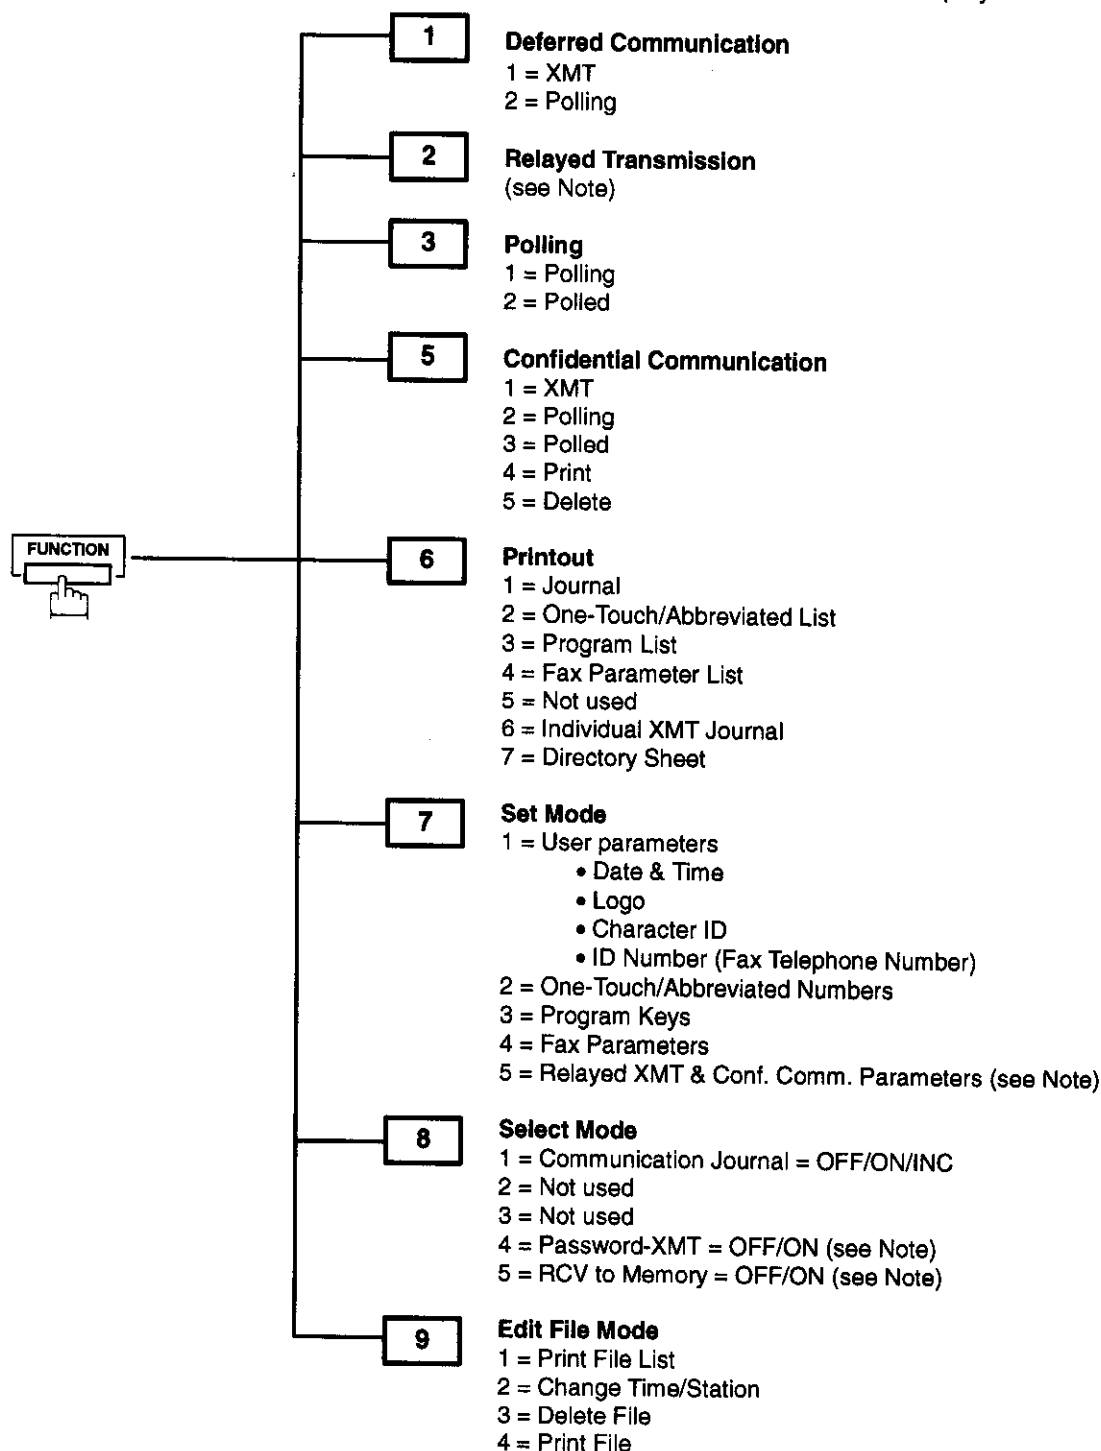 1
Deferred Communication
1 = XMT
2 = Polling
2
Relayed Transmission
(see Note)
3
Polling
1 = Polling
2 = Polled
5
Confidential Communication
1 = XMT
2 = Polling
3 = Polled
4 = Print
5 = Delete
FUNCTION
6
Printout
1 = Journal
2 = One-Touch/Abbreviated List
3 = Program List
4 = Fax Parameter List
5 = Not used
6 = Individual XMT Journal
7 = Directory Sheet
7
Set Mode
1 = User parameters
• Date & Time
• Logo
• Character ID
• ID Number (Fax Telephone Number)
2 = One-Touch/Abbreviated Numbers
3 = Program Keys
4 = Fax Parameters
5 = Relayed XMT & Conf. Comm. Parameters (see Note)
8
Select Mode
1 = Communication Journal = OFF/ON/INC
2 = Not used
3 = Not used
4 = Password-XMT = OFF/ON (see Note)
5 = RCV to Memory = OFF/ON (see Note)
9
Edit File Mode
1 = Print File List
2 = Change Time/Station
3 = Delete File
4 = Print File